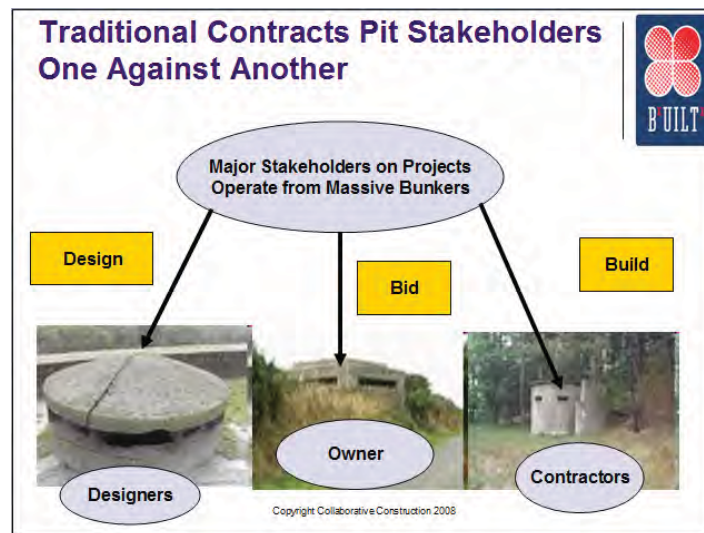 Traditional Contracts Pit Stakeholders
One Against Another
B'UILT'
Major Stakeholders on Projects
Operate from Massive Bunkers
Design
Bid
Build
Designers
Owner
Contractors
Copyright Collaborative Construction 2008